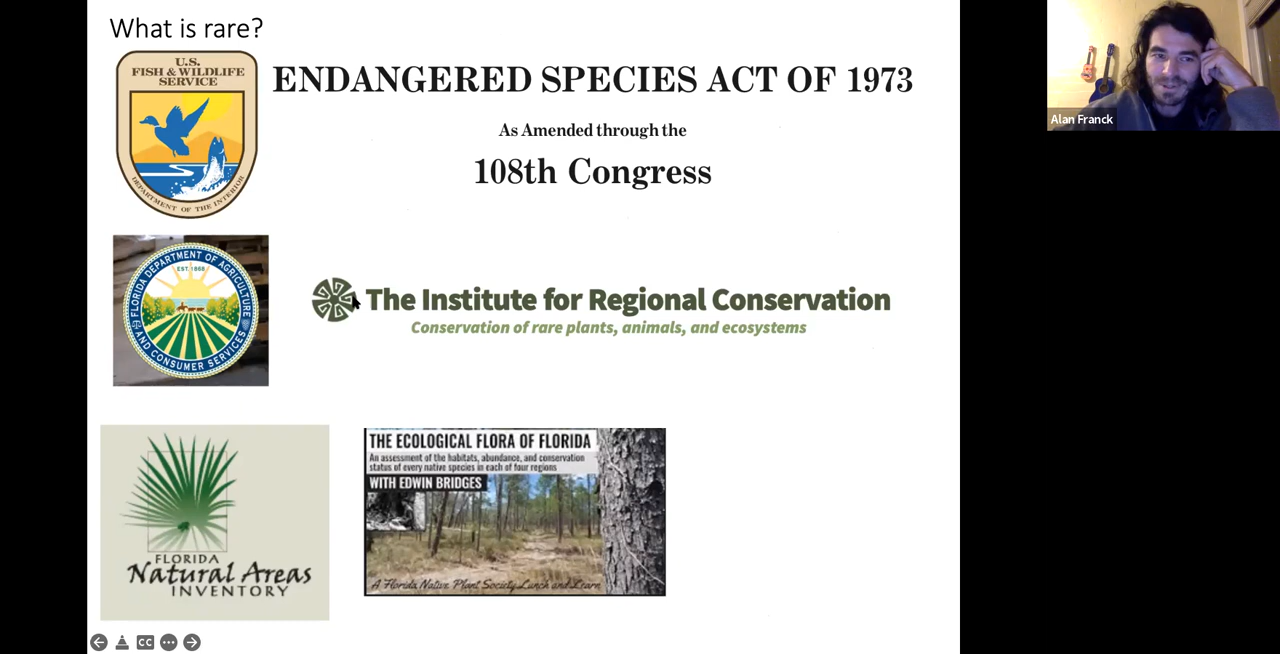 What is rare?
U.S.
FISH & WILDLIFE
SERVICE
DEPARTMENT OF THE INTERIOR
ENDANGERED SPECIES ACT OF 1973
As Amended through the
108th Congress
Alan Franck
FLORIDA DEPARTMENT OF AGRICULTURE
EST. 1868
AND CONSUMER SERVICES
The Institute for Regional Conservation
Conservation of rare plants, animals, and ecosystems
FLORIDA
Natural Areas
INVENTORY
THE ECOLOGICAL FLORA OF FLORIDA
An assessment of the habitats, abundance, and conservation
status of every native species in each of four regions
WITH EDWIN BRIDGES
A Florida Native Plant Society Lunch and Learn
CC